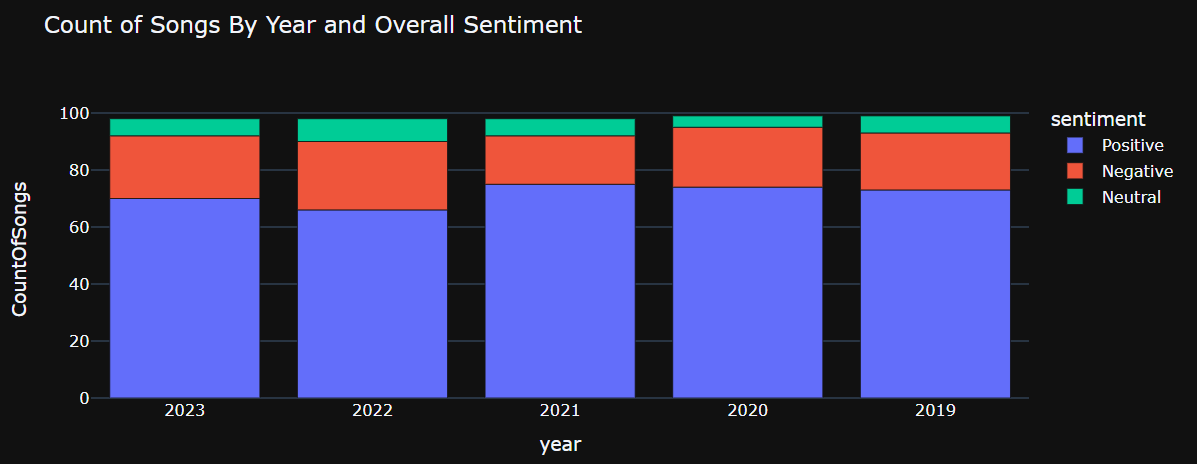 Count of Songs By Year and Overall Sentiment
100
80
60
40
20
0
CountOfSongs
2023 2022 2021 2020 2019
year
sentiment
Positive
Negative
Neutral